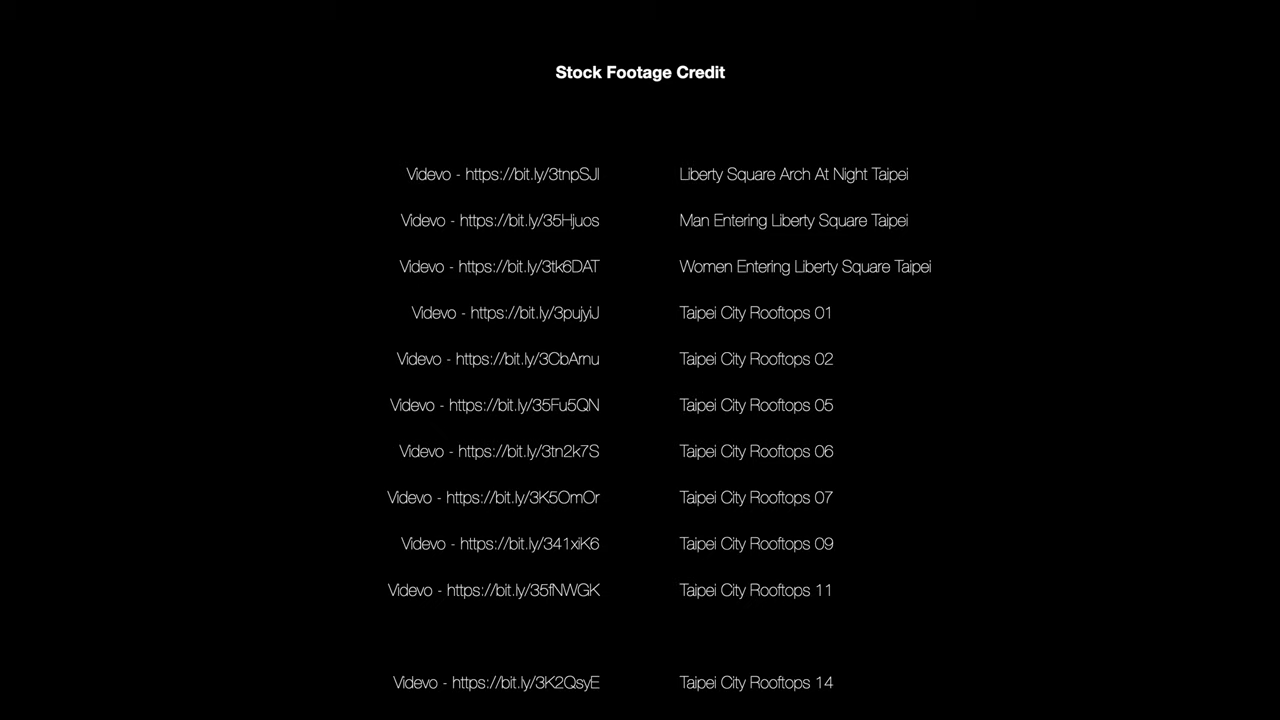 Stock Footage Credit
Videvo - https://bit.ly/3tnpSJl Liberty Square Arch At Night Taipei
Videvo - https://bit.ly/35Hjuos Man Entering Liberty Square Taipei
Videvo - https://bit.ly/3tk6DAT Women Entering Liberty Square Taipei
Videvo - https://bit.ly/3pujyiJ Taipei City Rooftops 01
Videvo - https://bit.ly/3CbArnu Taipei City Rooftops 02
Videvo - https://bit.ly/35Fu5QN Taipei City Rooftops 05
Videvo - https://bit.ly/3tn2k7S Taipei City Rooftops 06
Videvo - https://bit.ly/3K5OmOr Taipei City Rooftops 07
Videvo - https://bit.ly/341xiK6 Taipei City Rooftops 09
Videvo - https://bit.ly/35fNWGK Taipei City Rooftops 11
Videvo - https://bit.ly/3K2QsyE Taipei City Rooftops 14